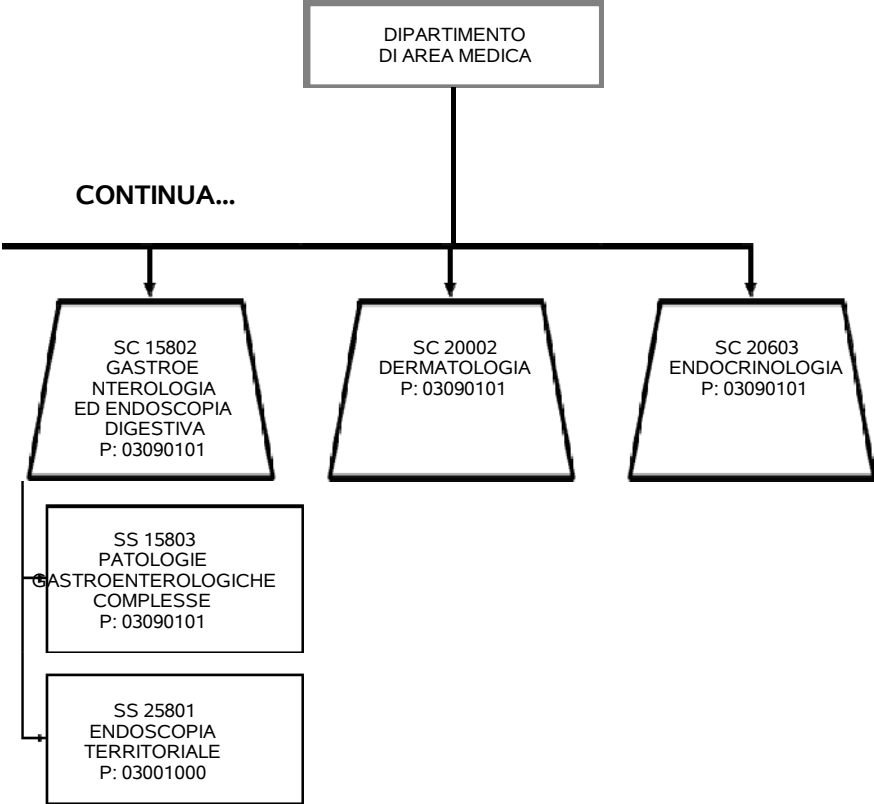 DIPARTIMENTO
DI AREA MEDICA
CONTINUA...
SC 15802
GASTROE
NTEROLOGIA
ED ENDOSCOPIA
DIGESTIVA
P: 03090101
SC 20002
DERMATOLOGIA
P: 03090101
SC 20603
ENDOCRINOLOGIA
P: 03090101
SS 15803
PATOLOGIE
GASTROENTEROLOGICHE
COMPLESSE
P: 03090101
SS 25801
ENDOSCOPIA
TERRITORIALE
P: 03001000